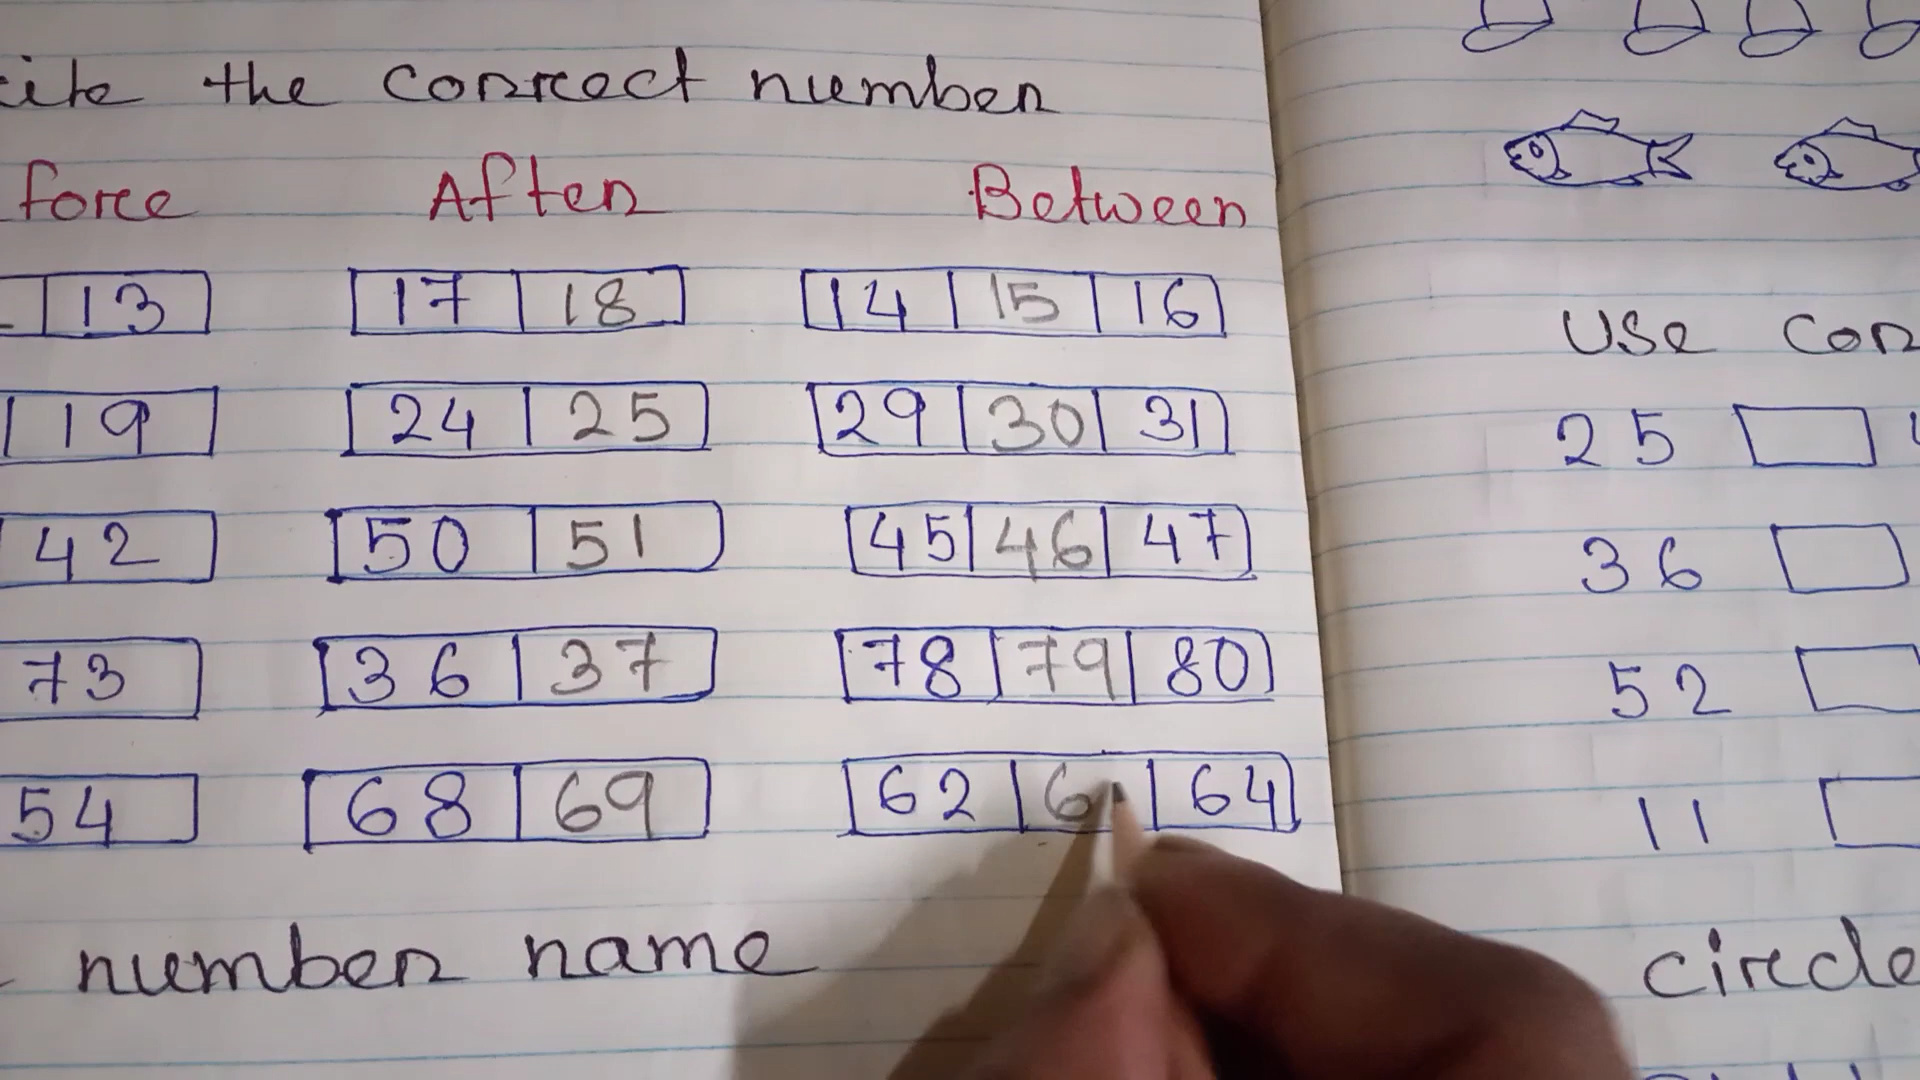 the correct number
After Between
13 17 18 14 15 16
19 24 25 29 30 31
42 50 51 45 46 47
73 36 37 78 79 80
54 68 69 62 6 64
number name
Use
25
36
52
11